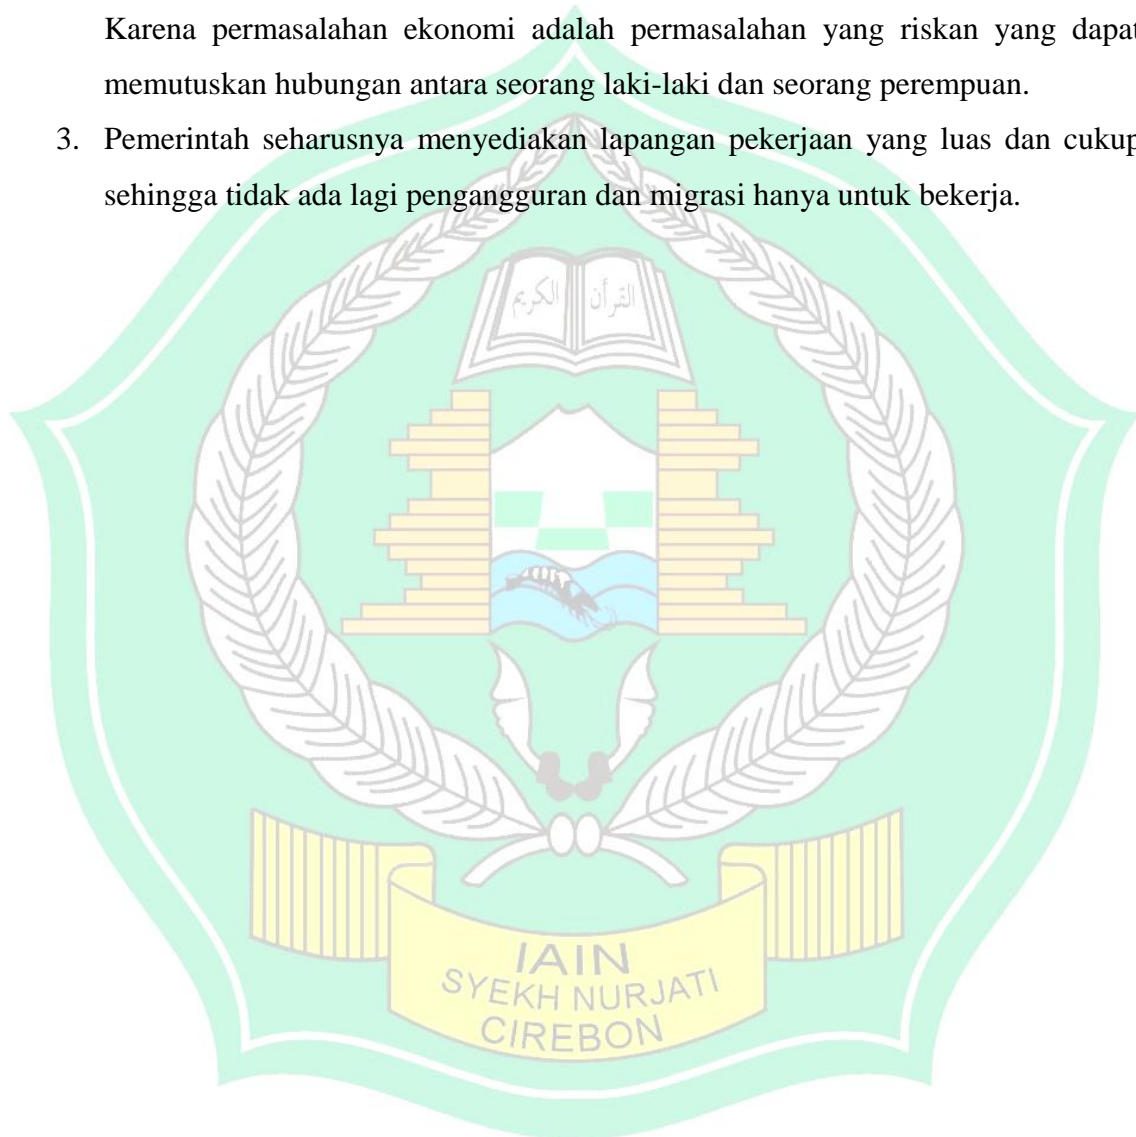 Karena permasalahan ekonomi adalah permasalahan yang riskan yang dapat
memutuskan hubungan antara seorang laki-laki dan seorang perempuan.
3. Pemerintah seharusnya menyediakan lapangan pekerjaan yang luas dan cukup
sehingga tidak ada lagi pengangguran dan migrasi hanya untuk bekerja.
القرأن الكريم
IAIN
SYEKH NURJATI
CIREBON